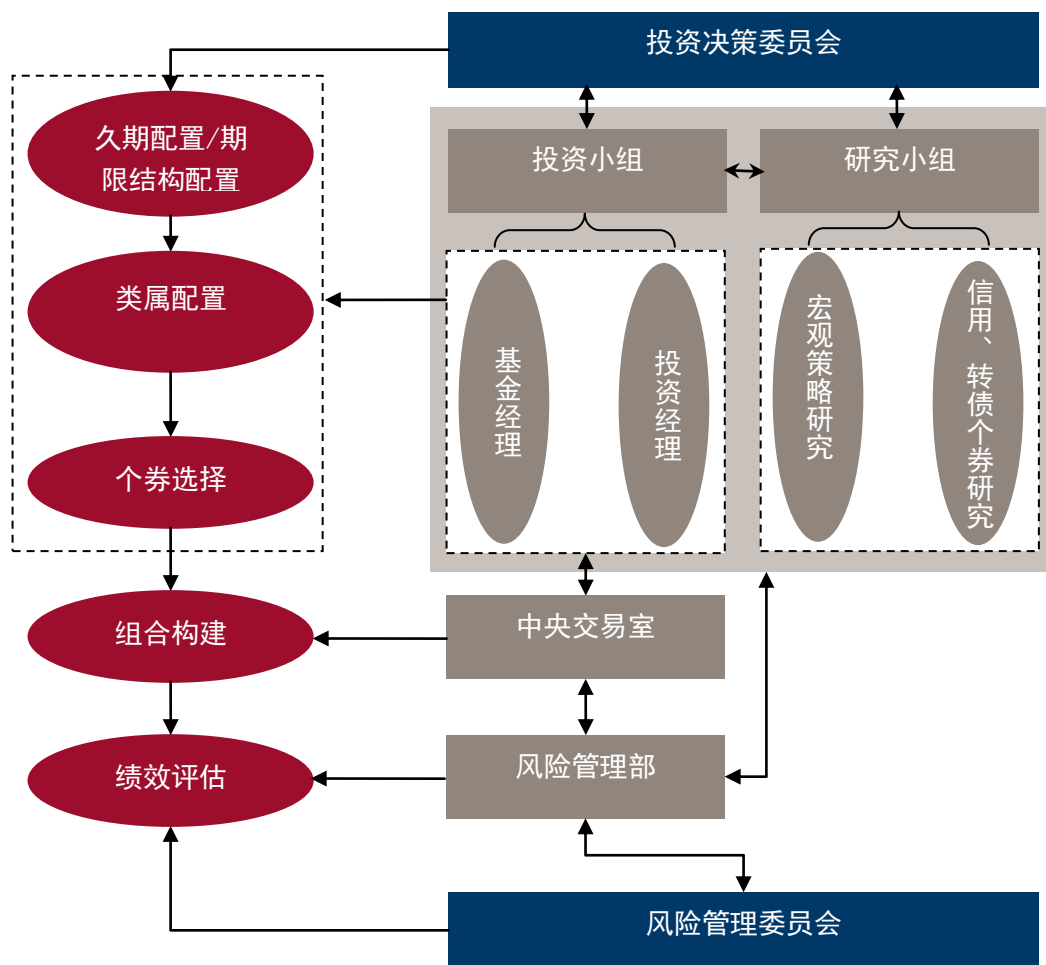 投资决策委员会
久期配置/期
限结构配置
投资小组
研究小组
类属配置
基金经理
投资经理
宏观策略研究
信用、转债个券研究
个券选择
组合构建
中央交易室
绩效评估
风险管理部
风险管理委员会